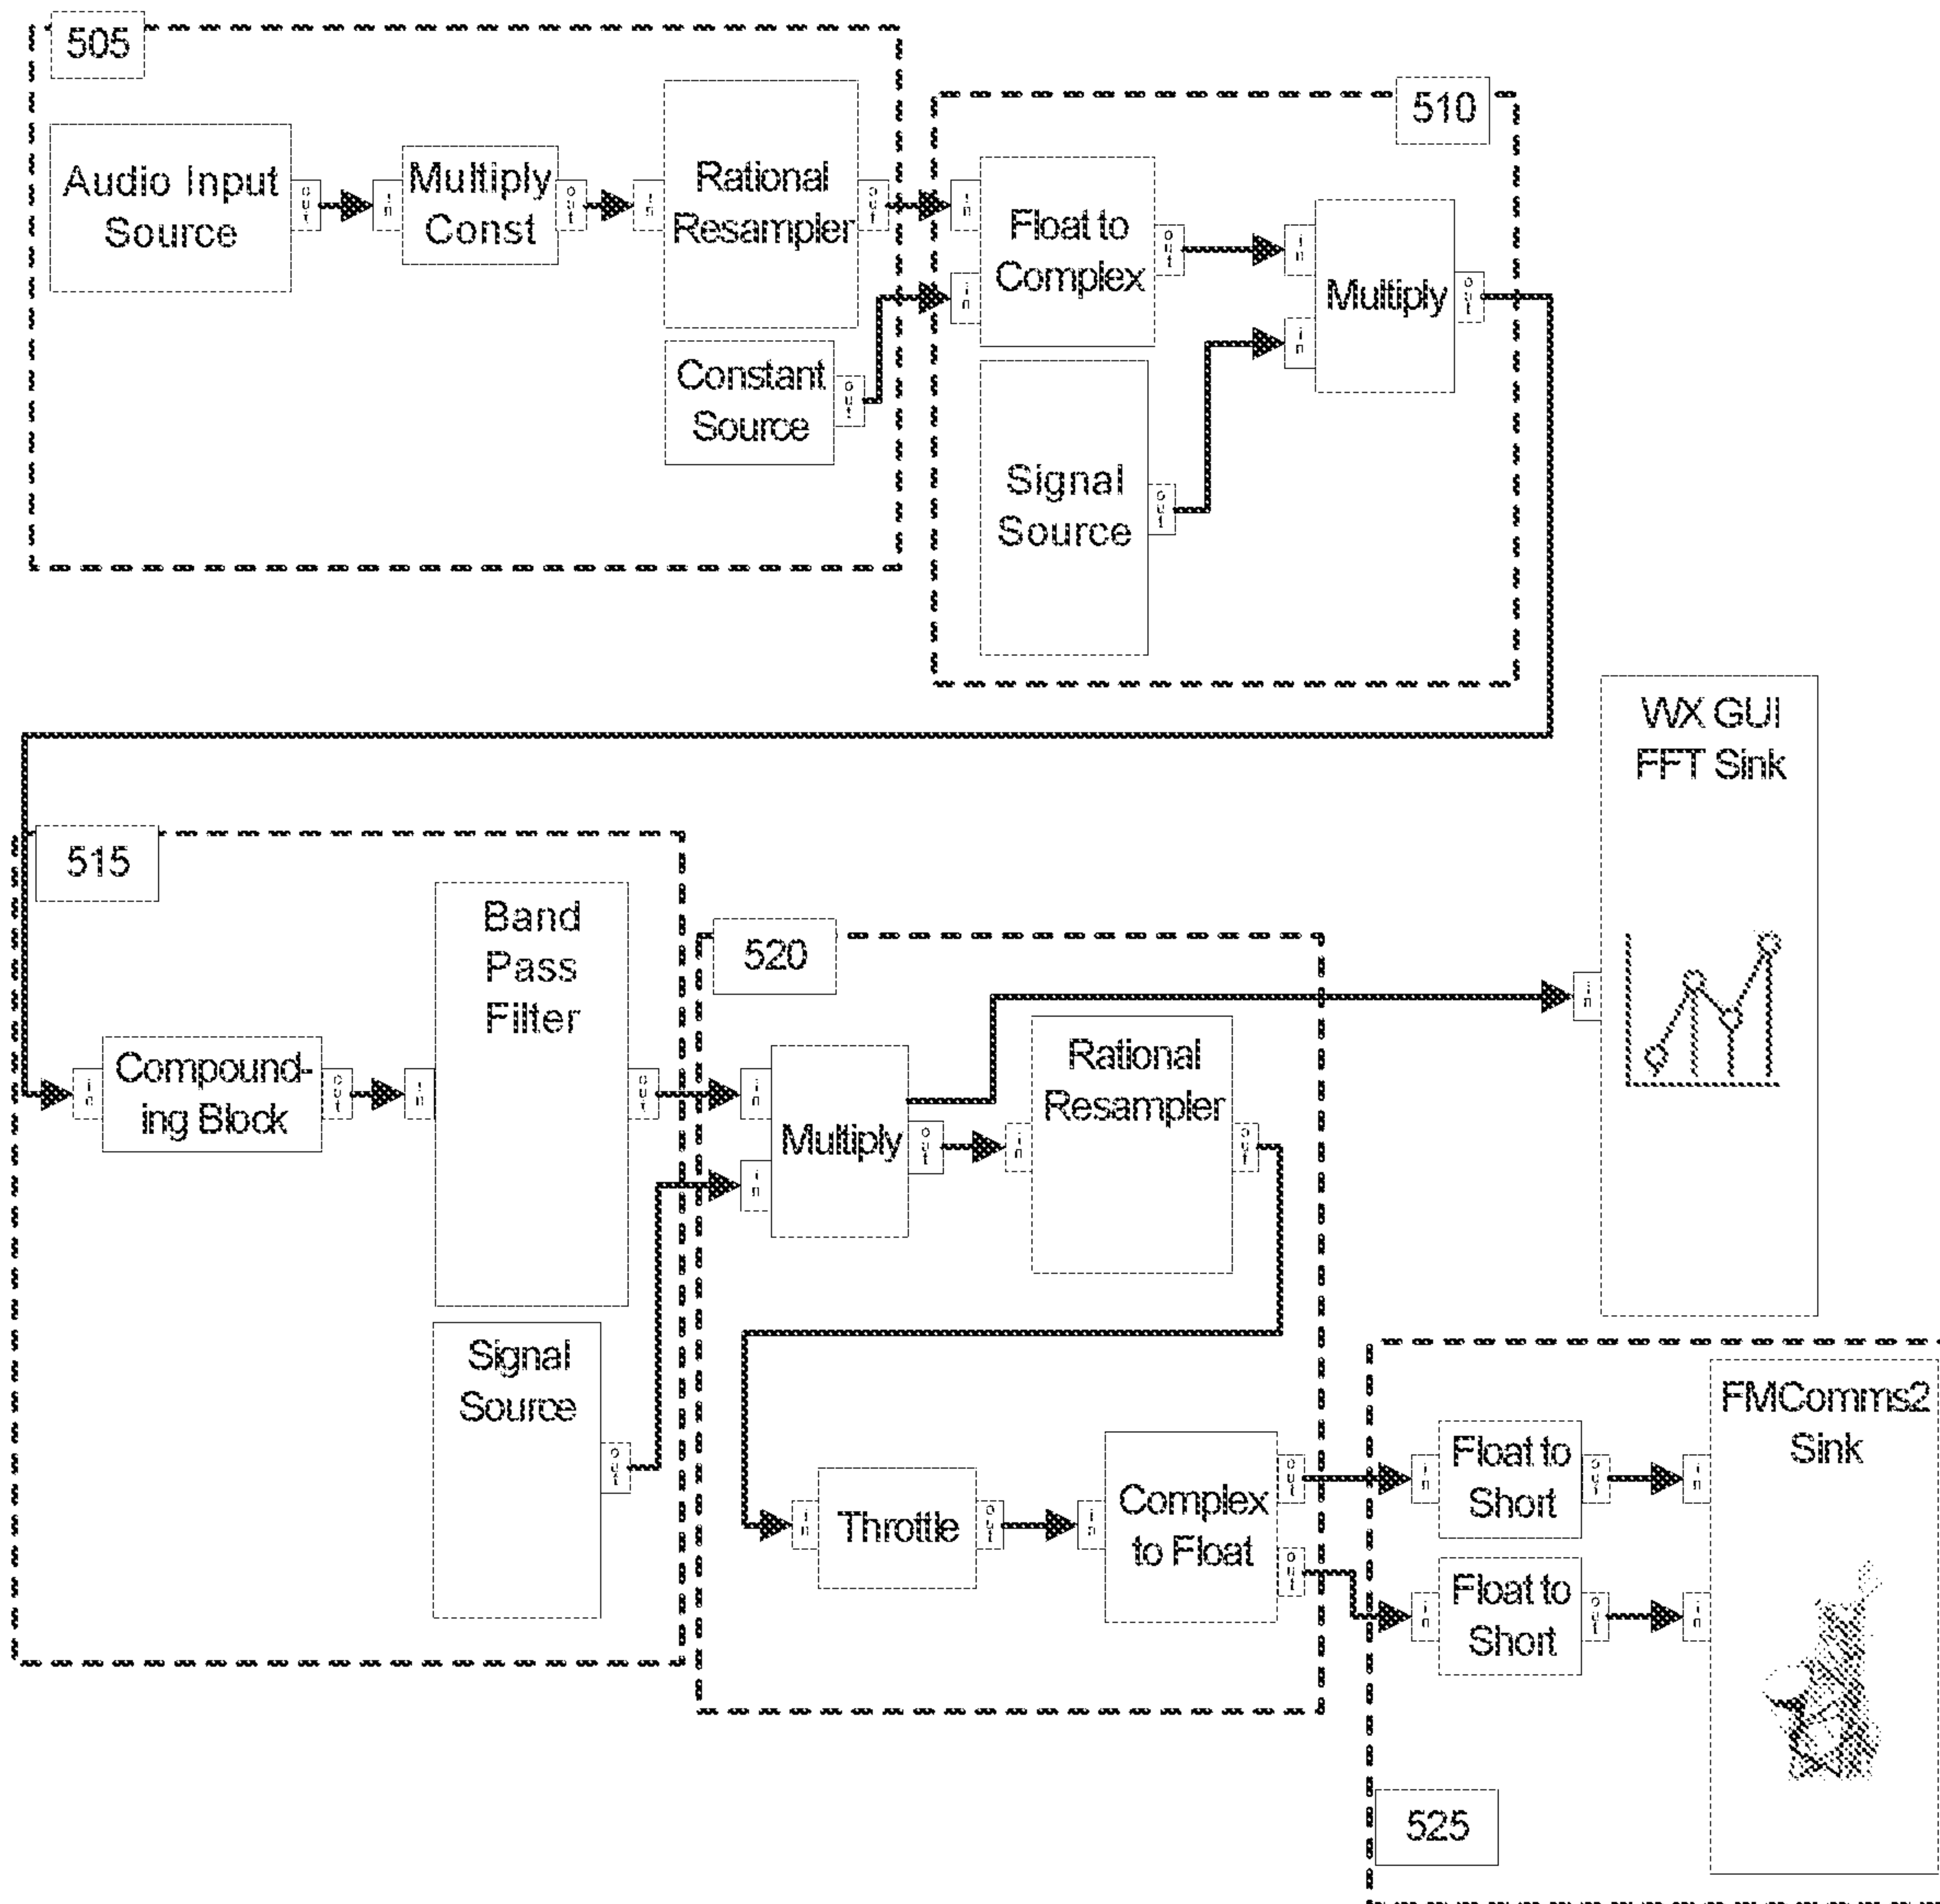 505
Audio Input
Source
out
in
Multiply
Const
out
in
Rational
Resampler
out
Constant
Source
out
510
in
in
Float to
Complex
out
Signal
Source
out
in
in
Multiply
out
WX GUI
FFT Sink
in
515
in
Compound-
ing Block
out
in
Band
Pass
Filter
out
Signal
Source
out
520
in
in
Multiply
out
in
Rational
Resampler
out
in
Throttle
out
in
Complex
to Float
out
out
in
Float to
Short
out
in
Float to
Short
out
in
in
FMComms2
Sink
525